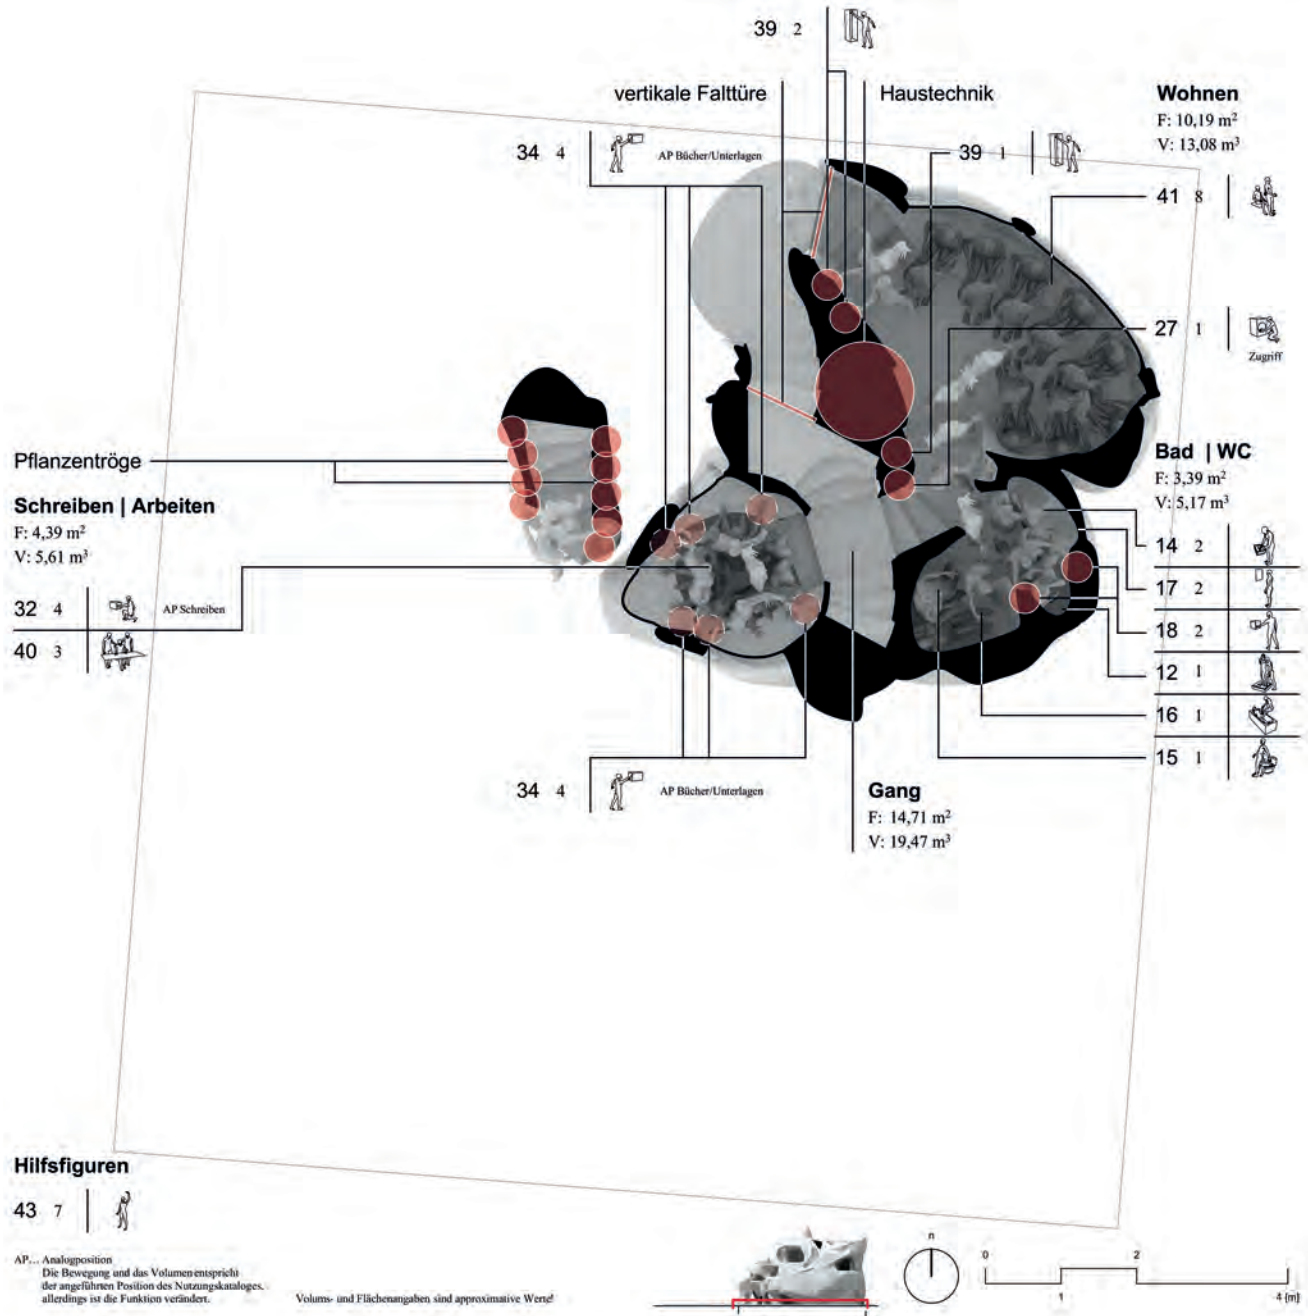 39 2
vertikale Falttüre
Haustechnik
Wohnen
F: 10,19 m²
V: 13,08 m³
34 4
AP Bücher/Unterlagen
39 1
41 8
27 1
Zugriff
Pflanzentröge
Bad | WC
F: 3,39 m²
V: 5,17 m³
Schreiben | Arbeiten
F: 4,39 m²
V: 5,61 m³
14 2
17 2
32 4
AP Schreiben
18 2
40 3
12 1
16 1
15 1
34 4
AP Bücher/Unterlagen
Gang
F: 14,71 m²
V: 19,47 m³
Hilfsfiguren
43 7
AP... Analogposition
Die Bewegung und das Volumen entspricht
der angeführten Position des Nutzungskataloges,
allerdings ist die Funktion verändert.
Volums- und Flächenangaben sind approximative Werte!
n
0 2
1 4 (m)